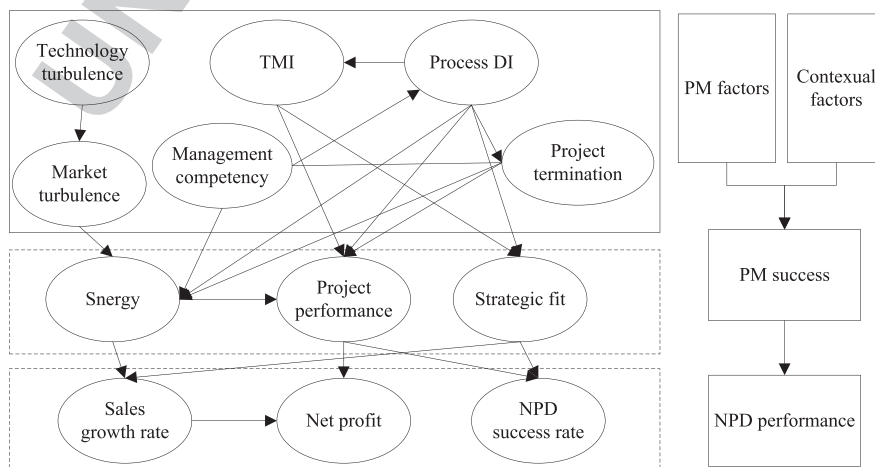 Technology
turbulence
TMI
Process DI
Market
turbulence
Management
competency
Project
termination
Snergy
Project
performance
Strategic fit
Sales
growth rate
Net profit
NPD
success rate
PM factors
Contexual
factors
PM success
NPD performance
UN